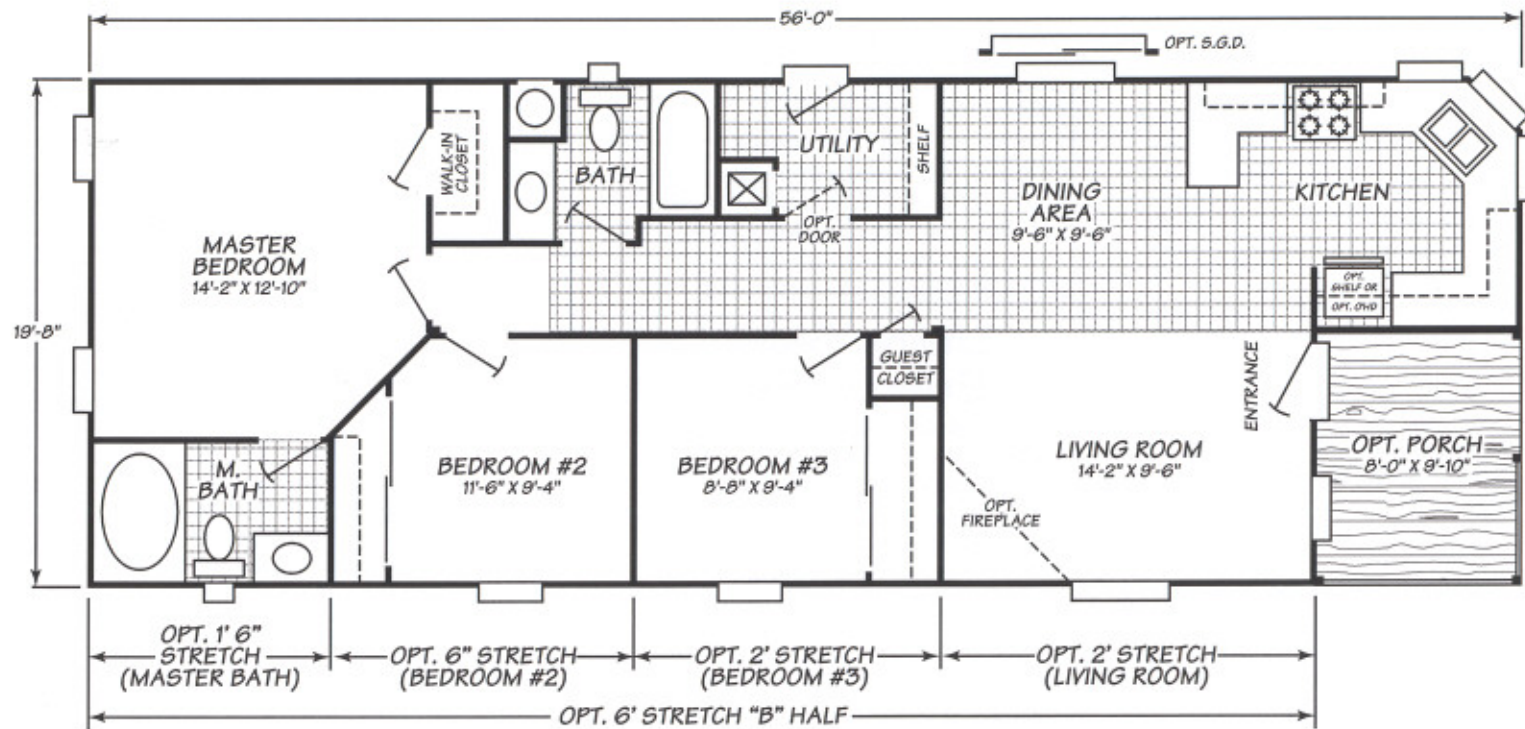 56'-0"
OPT. S.G.D.
19'-8"
MASTER
BEDROOM
14'-2" X 12'-10"
WALK-IN
CLOSET
BATH
UTILITY
SHELF
OPT.
DOOR
DINING
AREA
9'-6" X 9'-6"
KITCHEN
OPT.
SHELF OR
OPT. OHD
M.
BATH
BEDROOM #2
11'-6" X 9'-4"
BEDROOM #3
8'-8" X 9'-4"
GUEST
CLOSET
LIVING ROOM
14'-2" X 9'-6"
OPT.
FIREPLACE
ENTRANCE
OPT. PORCH
8'-0" X 9'-10"
OPT. 1' 6"
STRETCH
(MASTER BATH)
OPT. 6" STRETCH
(BEDROOM #2)
OPT. 2' STRETCH
(BEDROOM #3)
OPT. 2' STRETCH
(LIVING ROOM)
OPT. 6' STRETCH "B" HALF